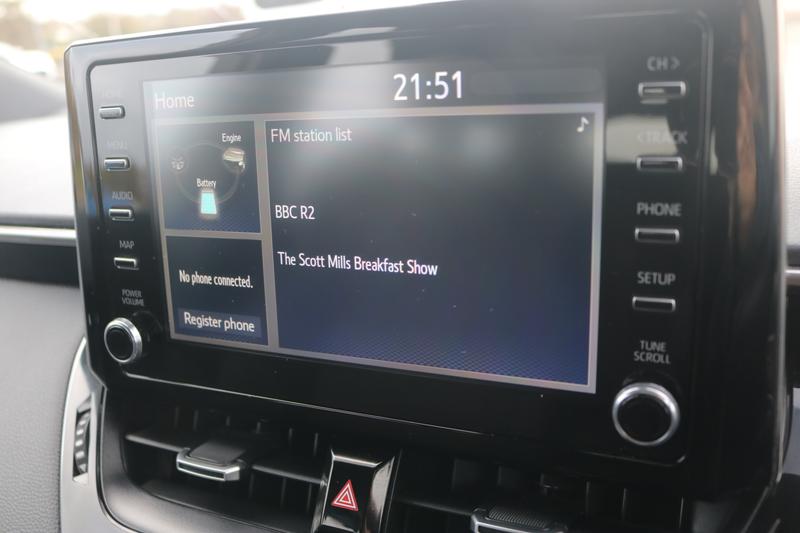 21:51
Home
Engine
Battery
No phone connected.
Register phone
FM station list
BBC R2
The Scott Mills Breakfast Show
HOME
MENU
AUDIO
MAP
POWER
VOLUME
CH >
< TRACK
PHONE
SETUP
TUNE
SCROLL